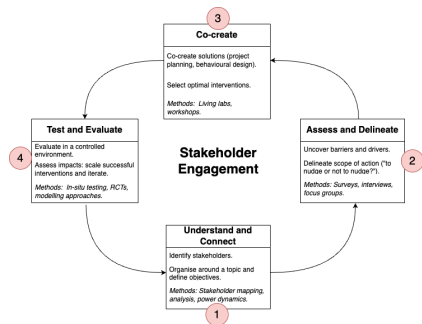 3
Co-create
Co-create solutions (project
planning, behavioural design).
Select optimal interventions.
Methods: Living labs,
workshops.
Test and Evaluate
4
Evaluate in a controlled
environment.
Assess impacts: scale successful
interventions and iterate.
Methods: In-situ testing, RCTs,
modelling approaches.
Stakeholder
Engagement
Assess and Delineate
2
Uncover barriers and drivers.
Delineate scope of action ("to
nudge or not to nudge?").
Methods: Surveys, interviews,
focus groups.
Understand and
Connect
Identify stakeholders.
Organise around a topic and
define objectives.
Methods: Stakeholder mapping,
analysis, power dynamics.
1